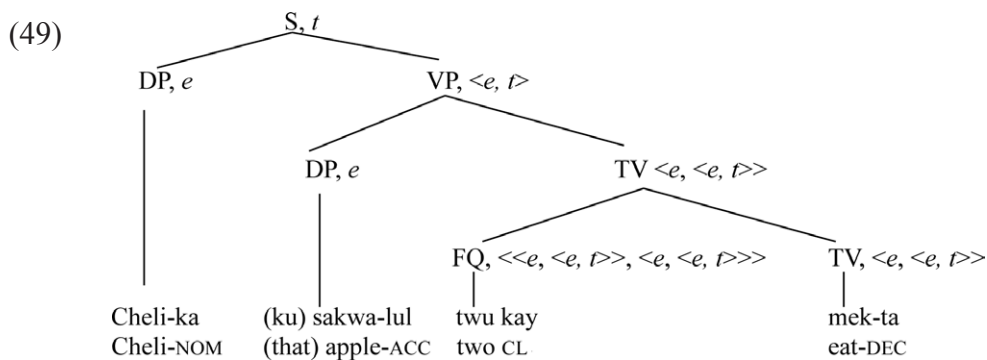 (49)
S, t
DP, e VP, <e, t>
DP, e TV <e, <e, t>>
FQ, <<e, <e, t>>, <e, <e, t>>> TV, <e, <e, t>>
Cheli-ka (ku) sakwa-lul twu kay mek-ta
Cheli-NOM (that) apple-ACC two CL eat-DEC